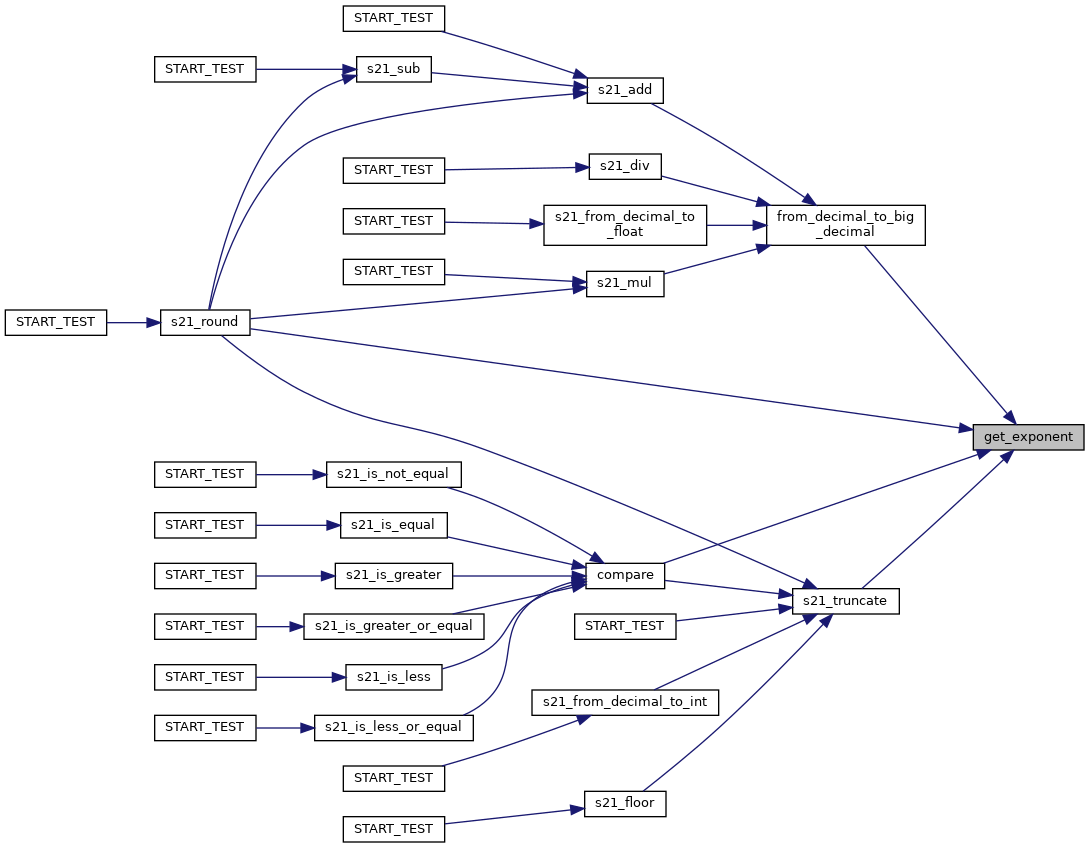 START_TEST
START_TEST
s21_sub
s21_add
START_TEST
s21_div
START_TEST
s21_from_decimal_to
_float
from_decimal_to_big
_decimal
START_TEST
s21_mul
START_TEST
s21_round
get_exponent
START_TEST
s21_is_not_equal
START_TEST
s21_is_equal
START_TEST
s21_is_greater
compare
s21_truncate
START_TEST
s21_is_greater_or_equal
START_TEST
START_TEST
s21_is_less
s21_from_decimal_to_int
START_TEST
s21_is_less_or_equal
START_TEST
s21_floor
START_TEST